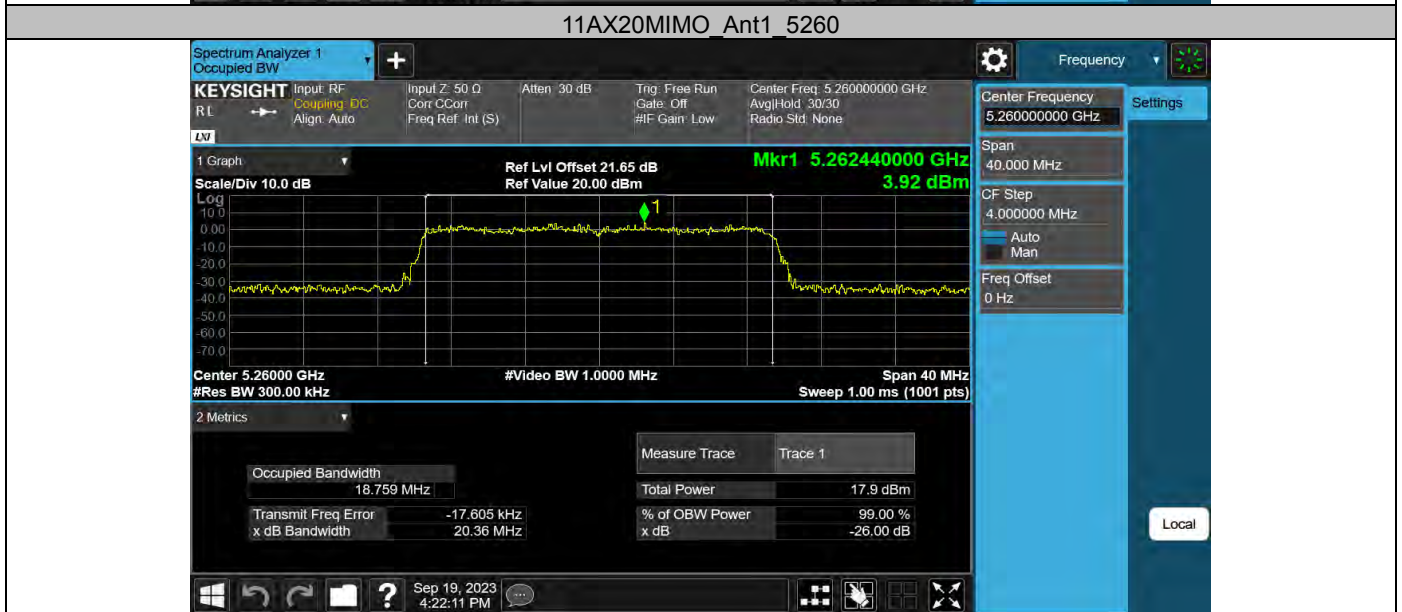 11AX20MIMO_Ant1_5260
Spectrum Analyzer 1
Occupied BW
+
Frequency
KEYSIGHT
RL
LXI
Input: RF
Coupling: DC
Align: Auto
Input Z: 50 Ω
Corr CCorr
Freq Ref: Int (S)
Atten: 30 dB
Trig: Free Run
Gate: Off
#IF Gain: Low
Center Freq: 5.260000000 GHz
Avg|Hold: 30/30
Radio Std: None
Center Frequency
5.260000000 GHz
Settings
Span
40.000 MHz
CF Step
4.000000 MHz
Auto
Man
Freq Offset
0 Hz
Local
1 Graph
Scale/Div 10.0 dB
Ref Lvl Offset 21.65 dB
Ref Value 20.00 dBm
Mkr1 5.262440000 GHz
3.92 dBm
Log
10.0
0.00
-10.0
-20.0
-30.0
-40.0
-50.0
-60.0
-70.0
1
Center 5.26000 GHz
#Res BW 300.00 kHz
#Video BW 1.0000 MHz
Span 40 MHz
Sweep 1.00 ms (1001 pts)
2 Metrics
Measure Trace Trace 1
Occupied Bandwidth
18.759 MHz
Total Power 17.9 dBm
Transmit Freq Error -17.605 kHz
% of OBW Power 99.00 %
x dB Bandwidth 20.36 MHz
x dB -26.00 dB
?
Sep 19, 2023
4:22:11 PM